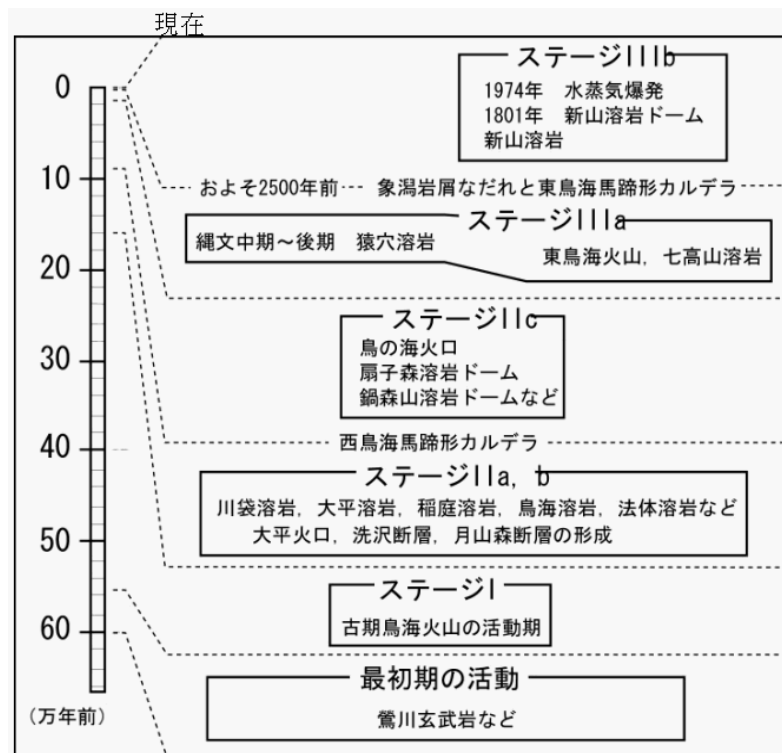 現在
ステージIIIb
1974年　水蒸気爆発
1801年　新山溶岩ドーム
新山溶岩
およそ2500年前
象潟岩屑なだれと東鳥海馬蹄形カルデラ
ステージIIIa
縄文中期～後期　猿穴溶岩
東鳥海火山，七高山溶岩
ステージIIc
鳥の海火口
扇子森溶岩ドーム
鍋森山溶岩ドームなど
西鳥海馬蹄形カルデラ
ステージIIa, b
川袋溶岩，大平溶岩，稲庭溶岩，鳥海溶岩，法体溶岩など
大平火口，洗沢断層，月山森断層の形成
ステージI
古期鳥海火山の活動期
最初期の活動
鶯川玄武岩など
0
10
20
30
40
50
60
(万年前)